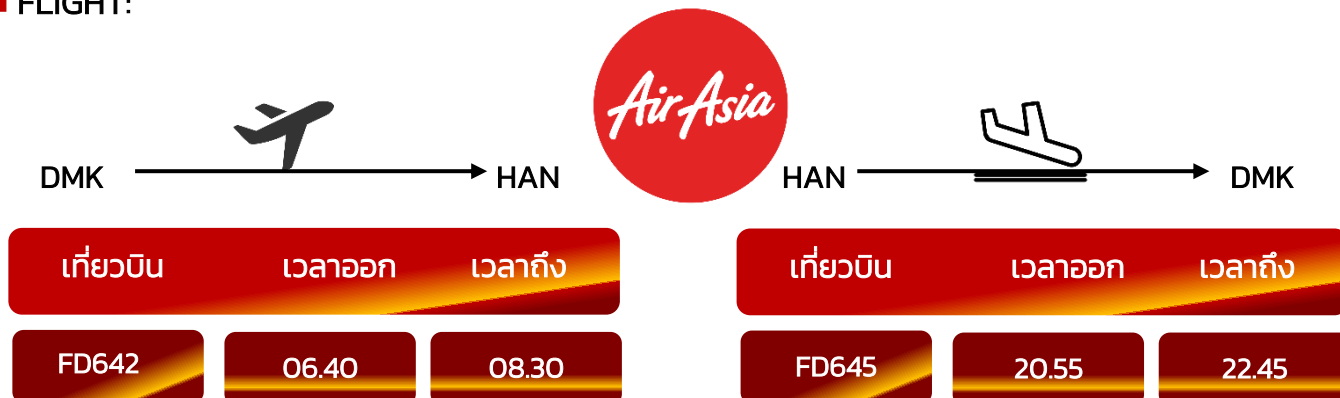 FLIGHT:
AirAsia
DMK HAN HAN DMK
เที่ยวบิน เวลาออก เวลาถึง เที่ยวบิน เวลาออก เวลาถึง
FD642 06.40 08.30 FD645 20.55 22.45